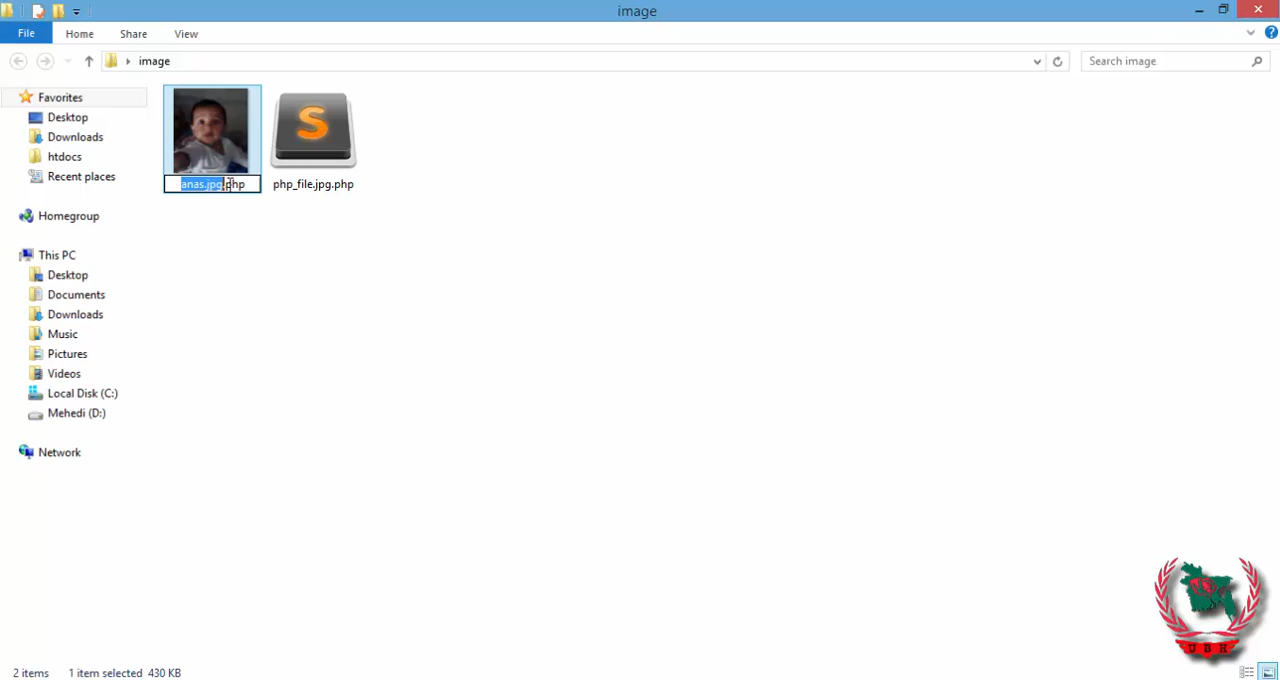 image
File Home Share View
image
Search image
Favorites
Desktop
Downloads
htdocs
Recent places
Homegroup
This PC
Desktop
Documents
Downloads
Music
Pictures
Videos
Local Disk (C:)
Mehedi (D:)
Network
anas.jpg.php
S
php_file.jpg.php
UBH
2 items 1 item selected 430 KB